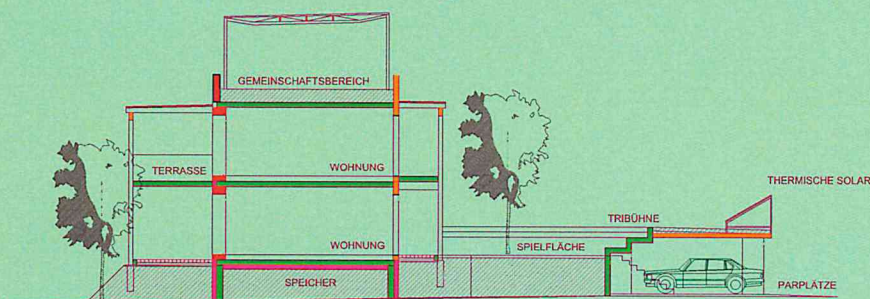 GEMEINSCHAFTSBEREICH
TERRASSE
WOHNUNG
THERMISCHE SOLAR
TRIBÜHNE
WOHNUNG
SPIELFLÄCHE
SPEICHER
PARPLÄTZE